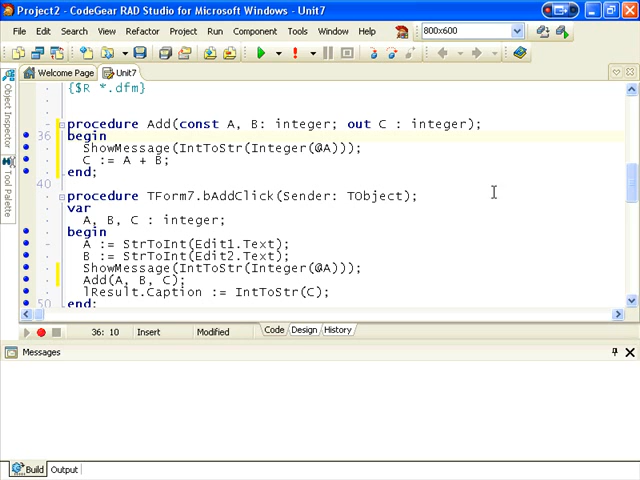 Project2 - CodeGear RAD Studio for Microsoft Windows - Unit7
File Edit Search View Refactor Project Run Component Tools Window Help
800x600
Welcome Page Unit7
Object Inspector
Tool Palette
{$R *.dfm}
procedure Add(const A, B: integer; out C : integer);
36 begin
ShowMessage(IntToStr(Integer(@A)));
C := A + B;
end;
40
procedure TForm7.bAddClick(Sender: TObject);
var
A, B, C : integer;
begin
A := StrToInt(Edit1.Text);
B := StrToInt(Edit2.Text);
ShowMessage(IntToStr(Integer(@A)));
Add(A, B, C);
lResult.Caption := IntToStr(C);
50 end;
36: 10 Insert Modified Code Design History
Messages
Build Output